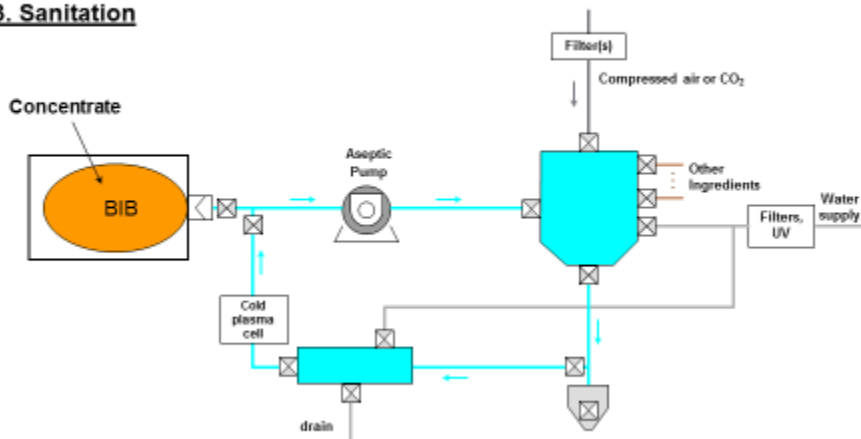 3. Sanitation
Filter(s)
Compressed air or CO₂
Concentrate
Aseptic
Pump
Other
Ingredients
BIB
Water
supply
Filters,
UV
Cold
plasma
cell
drain